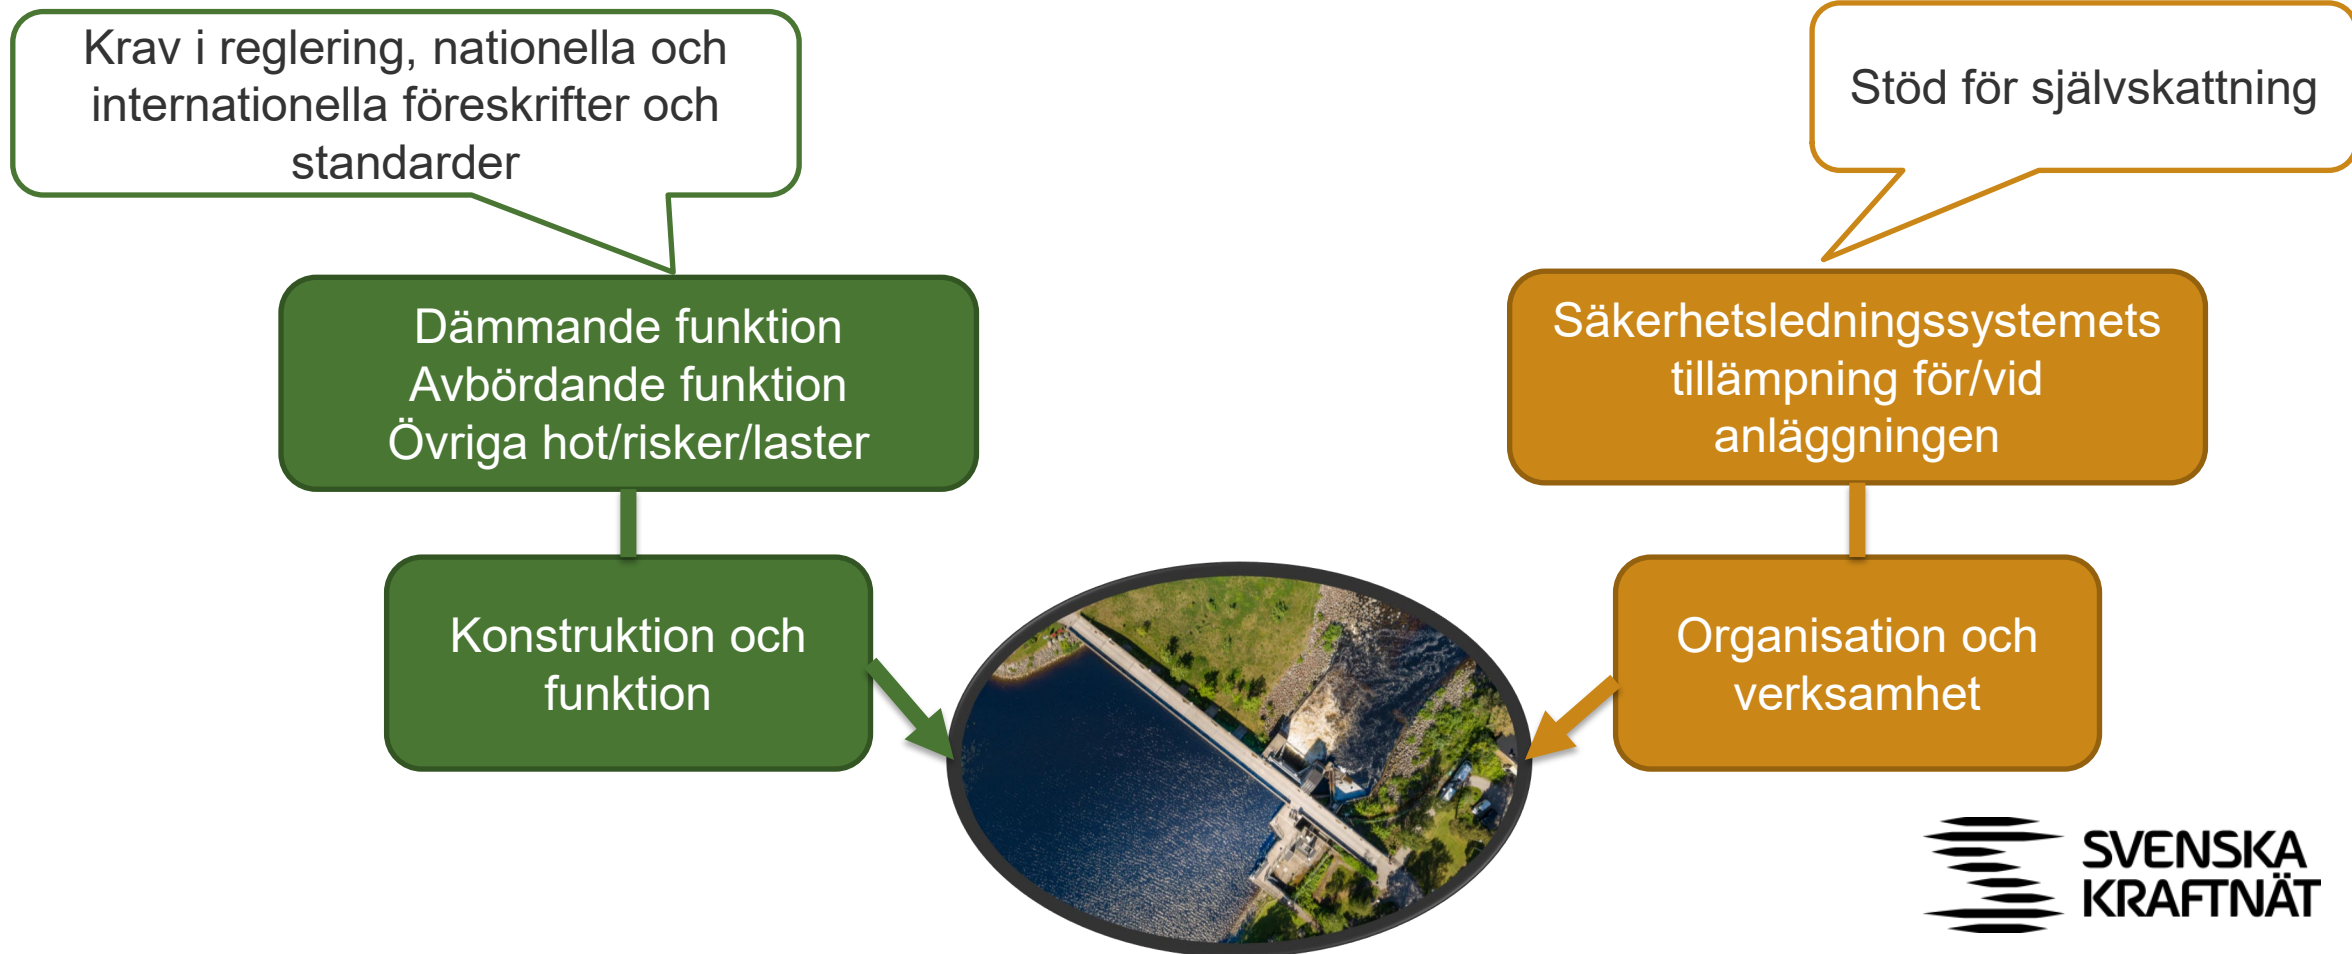 Krav i reglering, nationella och
internationella föreskrifter och
standarder
Stöd för självskattning
Dämmande funktion
Avbördande funktion
Övriga hot/risker/laster
Säkerhetsledningssystemets
tillämpning för/vid
anläggningen
Konstruktion och
funktion
Organisation och
verksamhet
SVENSKA
KRAFTNÄT